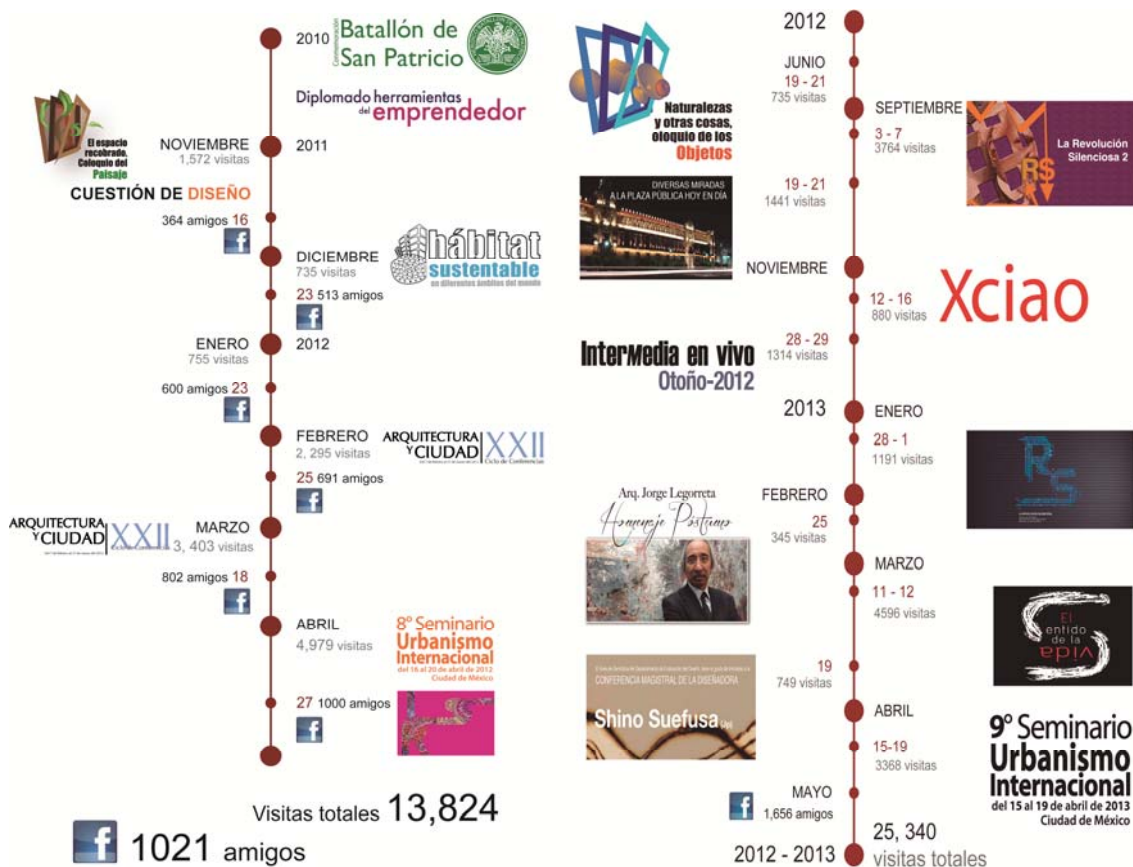 2010
Conmemoración
Batallón de
San Patricio
Diplomado herramientas
del emprendedor
El espacio
recobrado,
Coloquio del
Paisaje
NOVIEMBRE
1,572 visitas
2011
CUESTIÓN DE DISEÑO
364 amigos 16
f
DICIEMBRE
735 visitas
hábitat
sustentable
en diferentes ámbitos del mundo
23 513 amigos
f
ENERO
755 visitas
2012
600 amigos 23
f
FEBRERO
2, 295 visitas
ARQUITECTURA
Y CIUDAD
XXII
Ciclo de Conferencias
25 691 amigos
f
ARQUITECTURA
Y CIUDAD
XXII
Ciclo de Conferencias
MARZO
3, 403 visitas
802 amigos 18
f
ABRIL
4,979 visitas
8° Seminario
Urbanismo
Internacional
del 16 al 20 de abril de 2012
Ciudad de México
27 1000 amigos
f
Visitas totales 13,824
f 1021 amigos
2012
JUNIO
19 - 21
735 visitas
Naturalezas
y otras cosas,
oloquio de los
Objetos
SEPTIEMBRE
3 - 7
3764 visitas
La Revolución
Silenciosa 2
R$
19 - 21
1441 visitas
DIVERSAS MIRADAS
A LA PLAZA PÚBLICA HOY EN DÍA
NOVIEMBRE
12 - 16
880 visitas
Xciao
28 - 29
1314 visitas
InterMedia en vivo
Otoño-2012
2013
ENERO
28 - 1
1191 visitas
RS
FEBRERO
25
345 visitas
Arq. Jorge Legorreta
Homenaje Póstumo
MARZO
11 - 12
4596 visitas
El
entido
de la
vida
19
749 visitas
CONFERENCIA MAGISTRAL DE LA DISEÑADORA
Shino Suefusa (Jp)
ABRIL
15-19
3368 visitas
9° Seminario
Urbanismo
Internacional
del 15 al 19 de abril de 2013
Ciudad de México
MAYO
f
1,656 amigos
2012 - 2013
25, 340
visitas totales